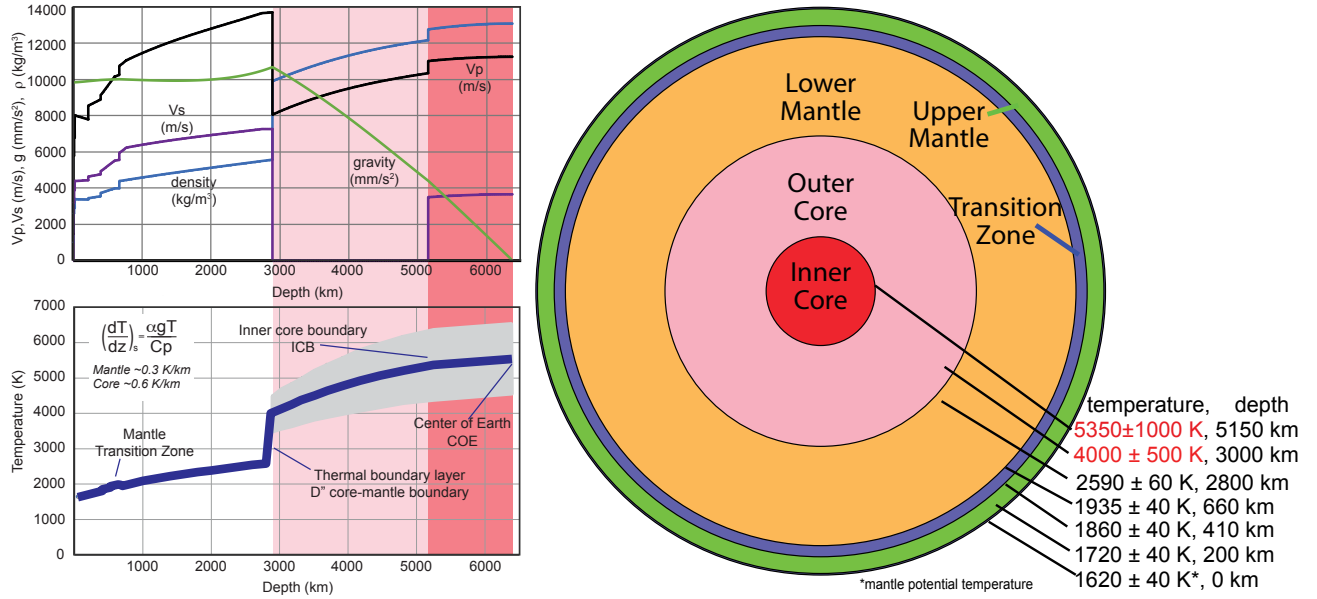 Vp,Vs (m/s), g (mm/s²), ρ (kg/m³)
14000
12000
10000
8000
6000
4000
2000
0
Vs
(m/s)
density
(kg/m³)
gravity
(mm/s²)
Vp
(m/s)
1000
2000
3000
4000
5000
6000
Depth (km)
Temperature (K)
7000
6000
5000
4000
3000
2000
1000
0
(dT/dz)s = αgT/Cp
Mantle ~0.3 K/km
Core ~0.6 K/km
Inner core boundary
ICB
Mantle
Transition Zone
Center of Earth
COE
Thermal boundary layer
D” core-mantle boundary
0
1000
2000
3000
4000
5000
6000
Depth (km)
Lower
Mantle
Upper
Mantle
Outer
Core
Transition
Zone
Inner
Core
temperature, depth
5350±1000 K, 5150 km
4000 ± 500 K, 3000 km
2590 ± 60 K, 2800 km
1935 ± 40 K, 660 km
1860 ± 40 K, 410 km
1720 ± 40 K, 200 km
1620 ± 40 K*, 0 km
*mantle potential temperature